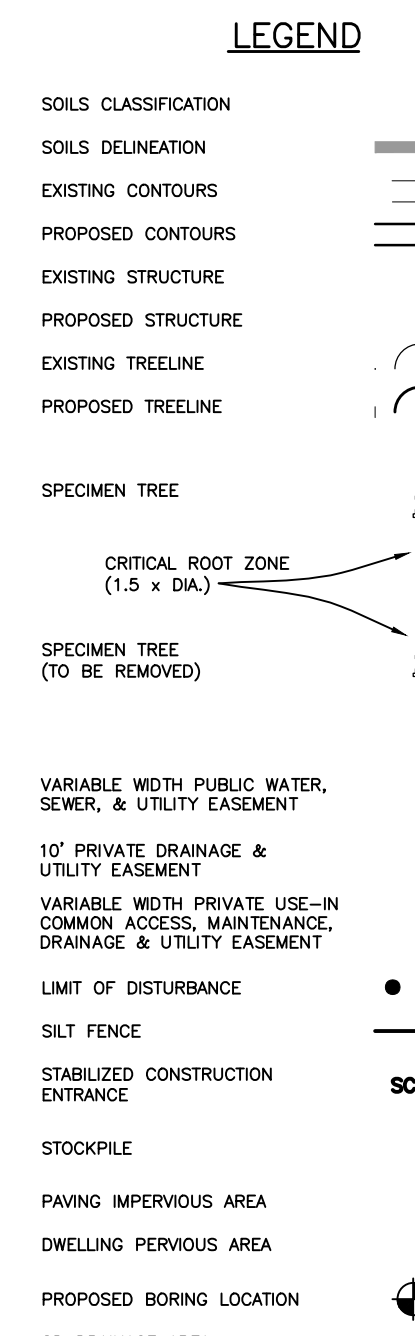 LEGEND
SOILS CLASSIFICATION
SOILS DELINEATION
EXISTING CONTOURS
PROPOSED CONTOURS
EXISTING STRUCTURE
PROPOSED STRUCTURE
EXISTING TREELINE
PROPOSED TREELINE
SPECIMEN TREE
CRITICAL ROOT ZONE
(1.5 x DIA.)
SPECIMEN TREE
(TO BE REMOVED)
VARIABLE WIDTH PUBLIC WATER,
SEWER, & UTILITY EASEMENT
10' PRIVATE DRAINAGE &
UTILITY EASEMENT
VARIABLE WIDTH PRIVATE USE-IN
COMMON ACCESS, MAINTENANCE,
DRAINAGE & UTILITY EASEMENT
LIMIT OF DISTURBANCE
SILT FENCE
STABILIZED CONSTRUCTION
ENTRANCE
SC
STOCKPILE
PAVING IMPERVIOUS AREA
DWELLING PERVIOUS AREA
PROPOSED BORING LOCATION